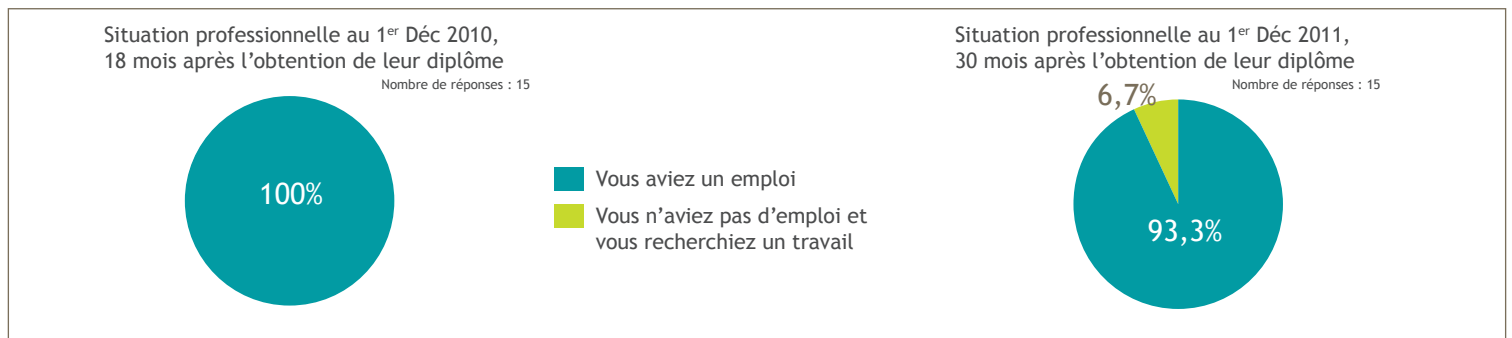 Situation professionnelle au 1er Déc 2010,
18 mois après l’obtention de leur diplôme
Nombre de réponses : 15
100%
Vous aviez un emploi
Vous n’aviez pas d’emploi et
vous recherchiez un travail
Situation professionnelle au 1er Déc 2011,
30 mois après l’obtention de leur diplôme
Nombre de réponses : 15
6,7%
93,3%